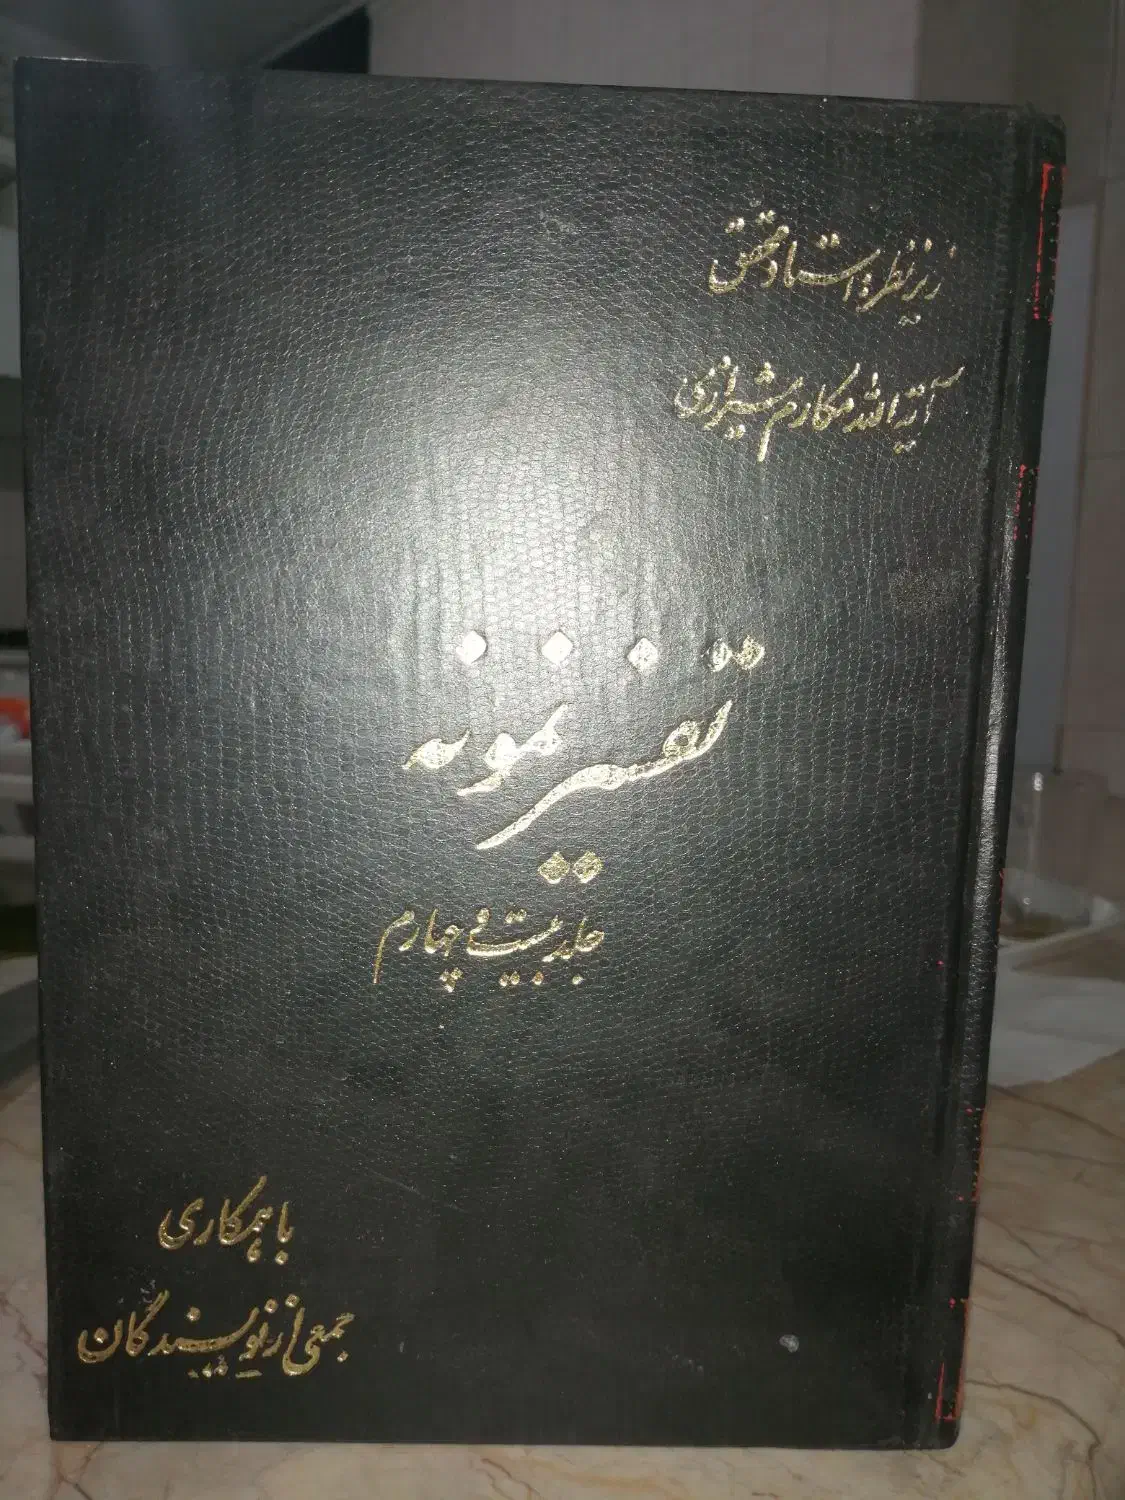 زیر نظر استاد محقق
آیة الله مکارم شیرازی
تفسیر نمونه
جلد بیست و چهارم
با همکاری
جمعی از نویسندگان